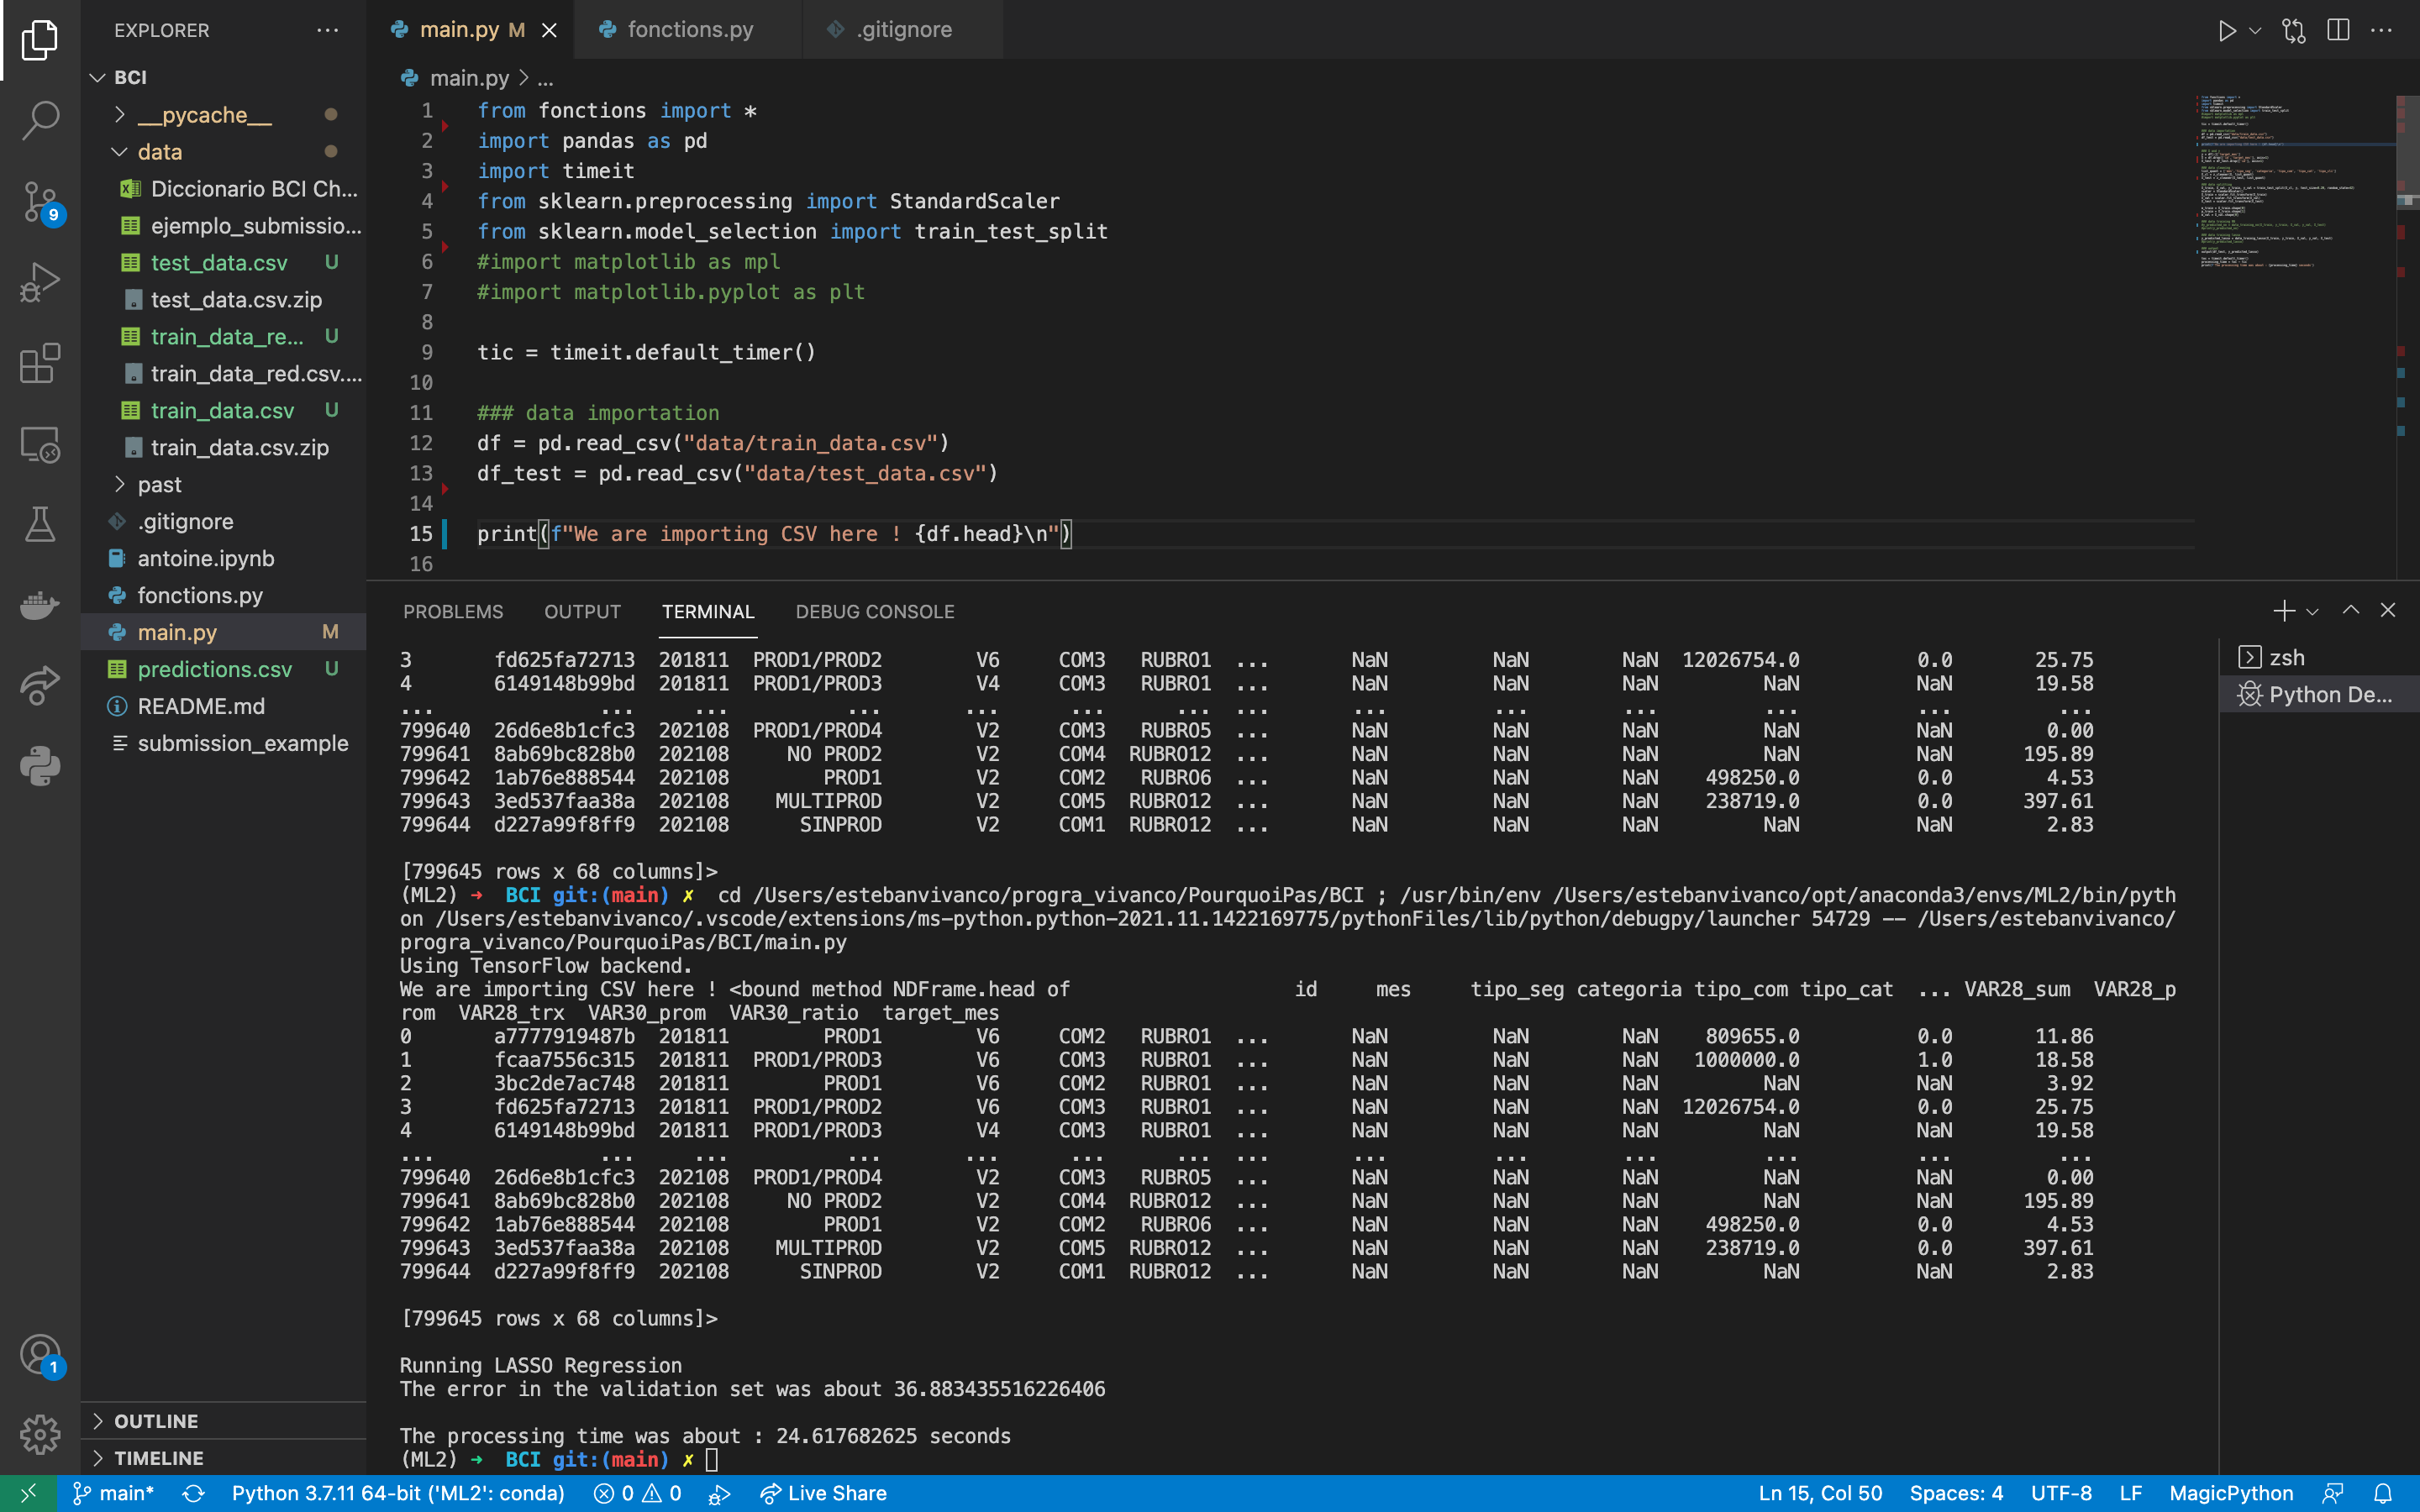 EXPLORER
BCI
__pycache__
data
Diccionario BCI Ch...
ejemplo_submissio...
test_data.csv U
test_data.csv.zip
train_data_re... U
train_data_red.csv....
train_data.csv U
train_data.csv.zip
past
.gitignore
antoine.ipynb
fonctions.py
main.py M
predictions.csv U
README.md
submission_example
OUTLINE
TIMELINE
9
1
main.py M
fonctions.py
.gitignore
main.py > ...
1 from fonctions import *
2 import pandas as pd
3 import timeit
4 from sklearn.preprocessing import StandardScaler
5 from sklearn.model_selection import train_test_split
6 #import matplotlib as mpl
7 #import matplotlib.pyplot as plt
8
9 tic = timeit.default_timer()
10
11 ### data importation
12 df = pd.read_csv("data/train_data.csv")
13 df_test = pd.read_csv("data/test_data.csv")
14
15 print(f"We are importing CSV here ! {df.head}\n")
16
PROBLEMS OUTPUT TERMINAL DEBUG CONSOLE
zsh
Python De...
3 fd625fa72713 201811 PROD1/PROD2 V6 COM3 RUBRO1 ... NaN NaN NaN 12026754.0 0.0 25.75
4 6149148b99bd 201811 PROD1/PROD3 V4 COM3 RUBRO1 ... NaN NaN NaN NaN NaN 19.58
... ... ... ... ... ... ... ... ... ... ... ... ... ...
799640 26d6e8b1cfc3 202108 PROD1/PROD4 V2 COM3 RUBRO5 ... NaN NaN NaN NaN NaN 0.00
799641 8ab69bc828b0 202108 NO PROD2 V2 COM4 RUBRO12 ... NaN NaN NaN NaN NaN 195.89
799642 1ab76e888544 202108 PROD1 V2 COM2 RUBRO6 ... NaN NaN NaN 498250.0 0.0 4.53
799643 3ed537faa38a 202108 MULTIPROD V2 COM5 RUBRO12 ... NaN NaN NaN 238719.0 0.0 397.61
799644 d227a99f8ff9 202108 SINPROD V2 COM1 RUBRO12 ... NaN NaN NaN NaN NaN 2.83
[799645 rows x 68 columns]>
(ML2) ➜ BCI git:(main) ✗ cd /Users/estebanvivanco/progra_vivanco/PourquoiPas/BCI ; /usr/bin/env /Users/estebanvivanco/opt/anaconda3/envs/ML2/bin/pyth
on /Users/estebanvivanco/.vscode/extensions/ms-python.python-2021.11.1422169775/pythonFiles/lib/python/debugpy/launcher 54729 -- /Users/estebanvivanco/
progra_vivanco/PourquoiPas/BCI/main.py
Using TensorFlow backend.
We are importing CSV here ! <bound method NDFrame.head of id mes tipo_seg categoria tipo_com tipo_cat ... VAR28_sum VAR28_p
rom VAR28_trx VAR30_prom VAR30_ratio target_mes
0 a7777919487b 201811 PROD1 V6 COM2 RUBRO1 ... NaN NaN NaN 809655.0 0.0 11.86
1 fcaa7556c315 201811 PROD1/PROD3 V6 COM3 RUBRO1 ... NaN NaN NaN 1000000.0 1.0 18.58
2 3bc2de7ac748 201811 PROD1 V6 COM2 RUBRO1 ... NaN NaN NaN NaN NaN 3.92
3 fd625fa72713 201811 PROD1/PROD2 V6 COM3 RUBRO1 ... NaN NaN NaN 12026754.0 0.0 25.75
4 6149148b99bd 201811 PROD1/PROD3 V4 COM3 RUBRO1 ... NaN NaN NaN NaN NaN 19.58
... ... ... ... ... ... ... ... ... ... ... ... ... ...
799640 26d6e8b1cfc3 202108 PROD1/PROD4 V2 COM3 RUBRO5 ... NaN NaN NaN NaN NaN 0.00
799641 8ab69bc828b0 202108 NO PROD2 V2 COM4 RUBRO12 ... NaN NaN NaN NaN NaN 195.89
799642 1ab76e888544 202108 PROD1 V2 COM2 RUBRO6 ... NaN NaN NaN 498250.0 0.0 4.53
799643 3ed537faa38a 202108 MULTIPROD V2 COM5 RUBRO12 ... NaN NaN NaN 238719.0 0.0 397.61
799644 d227a99f8ff9 202108 SINPROD V2 COM1 RUBRO12 ... NaN NaN NaN NaN NaN 2.83
[799645 rows x 68 columns]>
Running LASSO Regression
The error in the validation set was about 36.883435516226406
The processing time was about : 24.617682625 seconds
(ML2) ➜ BCI git:(main) ✗
main* Python 3.7.11 64-bit ('ML2': conda) 0 0 Live Share Ln 15, Col 50 Spaces: 4 UTF-8 LF MagicPython